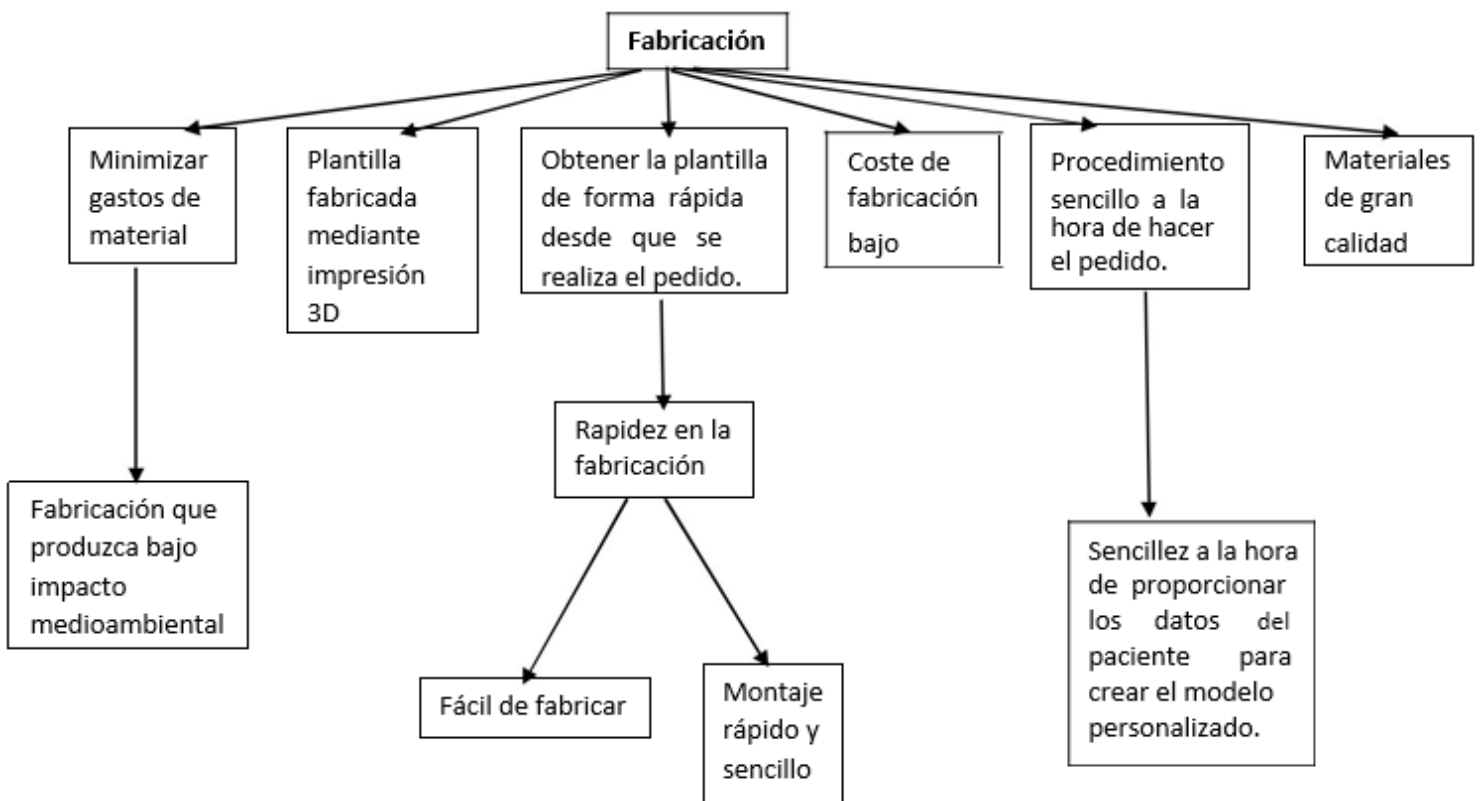 Fabricación
Minimizar
gastos de
material
Plantilla
fabricada
mediante
impresión
3D
Obtener la plantilla
de forma rápida
desde que se
realiza el pedido.
Coste de
fabricación
bajo
Procedimiento
sencillo a la
hora de hacer
el pedido.
Materiales
de gran
calidad
Rapidez en la
fabricación
Fabricación que
produzca bajo
impacto
medioambiental
Sencillez a la hora
de proporcionar
los datos del
paciente para
crear el modelo
personalizado.
Fácil de fabricar
Montaje
rápido y
sencillo